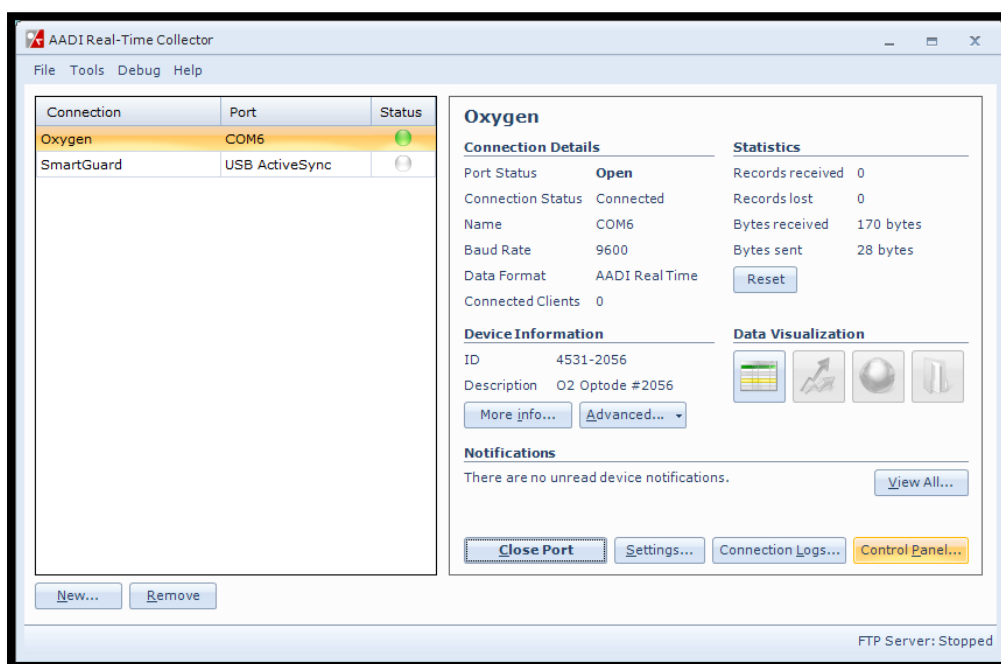 AADI Real-Time Collector
File Tools Debug Help
Connection Port Status
Oxygen COM6
SmartGuard USB ActiveSync
Oxygen
Connection Details
Port Status Open
Connection Status Connected
Name COM6
Baud Rate 9600
Data Format AADI Real Time
Connected Clients 0
Statistics
Records received 0
Records lost 0
Bytes received 170 bytes
Bytes sent 28 bytes
Reset
Device Information
ID 4531-2056
Description O2 Optode #2056
More info... Advanced...
Data Visualization
Notifications
There are no unread device notifications.
View All...
Close Port Settings... Connection Logs... Control Panel...
New... Remove
FTP Server: Stopped